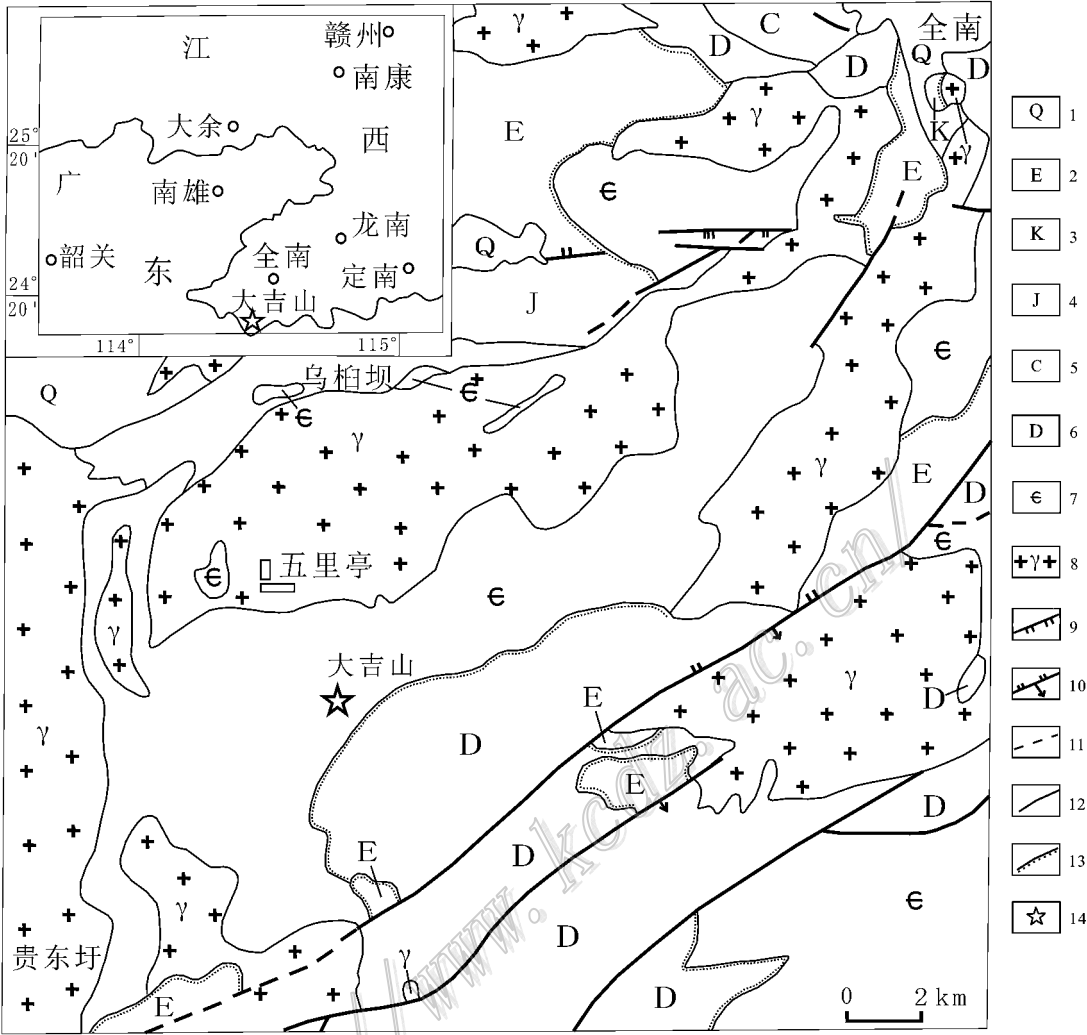 江
赣州
南康
大余
西
25°
20'
广
南雄
龙南
韶关
东
全南
定南
24°
20'
大吉山
114°
115°
γ
D
C
全南
Q
D
D
E
γ
K
γ
E
Є
Q
J
Є
Q
乌桕坝
Є
Є
γ
γ
E
D
Є
Є
五里亭
Є
γ
大吉山
γ
D
γ
E
D
E
D
E
D
γ
Є
D
贵东圩
γ
E
D
0 2 km
Q 1
E 2
K 3
J 4
C 5
D 6
Є 7
γ 8
9
10
11
12
13
14
//www.kcdz.ac.cn/